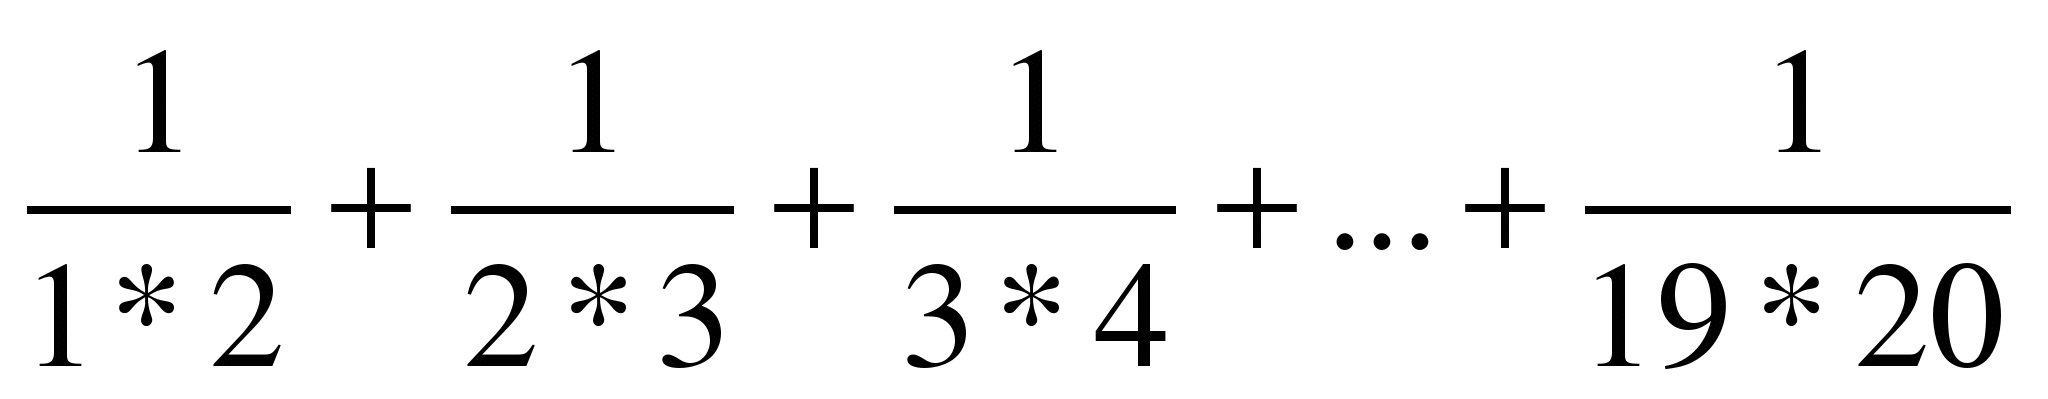 1/(1*2) + 1/(2*3) + 1/(3*4) + ... + 1/(19*20)